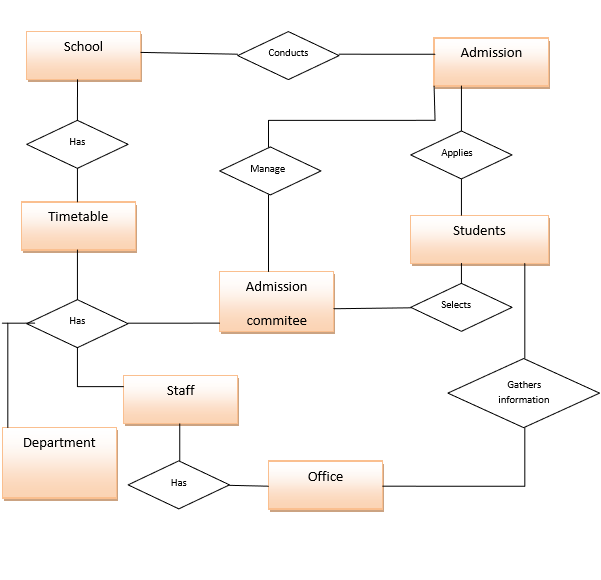 School
Conducts
Admission
Has
Manage
Applies
Timetable
Students
Admission
commitee
Selects
Has
Staff
Gathers
information
Department
Has
Office